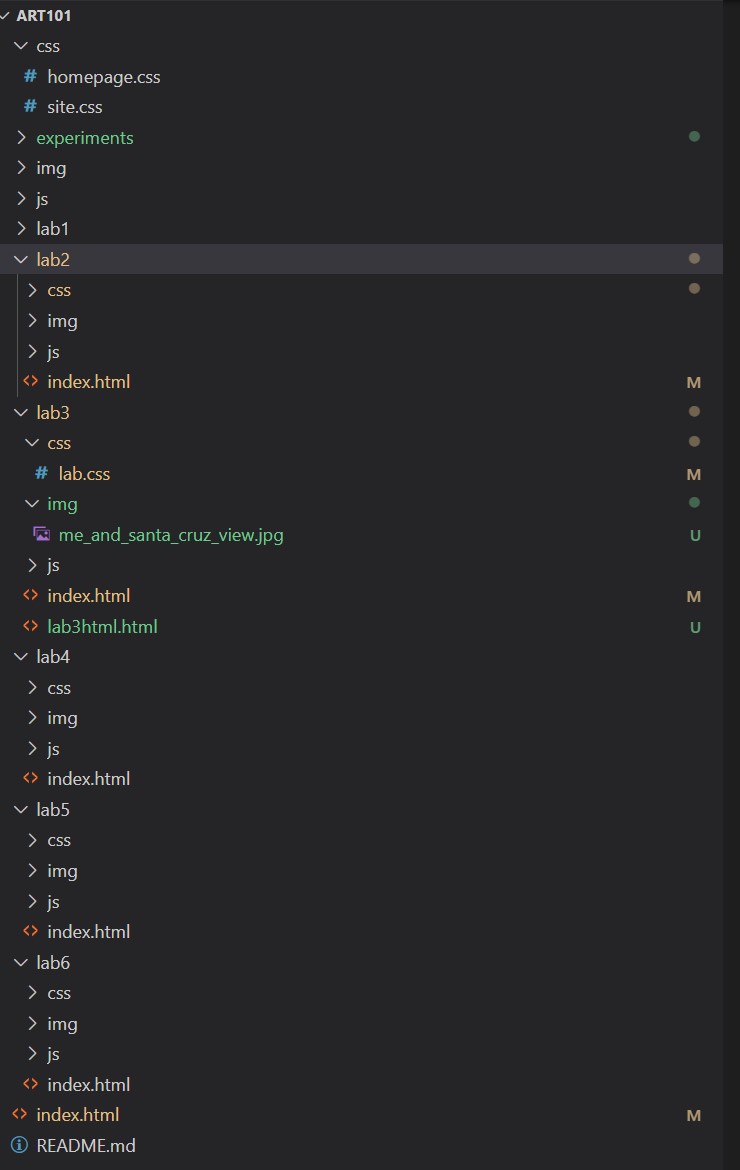 ART101
css
# homepage.css
# site.css
experiments
img
js
lab1
lab2
css
img
js
<> index.html M
lab3
css
# lab.css M
img
me_and_santa_cruz_view.jpg U
js
<> index.html M
<> lab3html.html U
lab4
css
img
js
<> index.html
lab5
css
img
js
<> index.html
lab6
css
img
js
<> index.html
<> index.html M
README.md